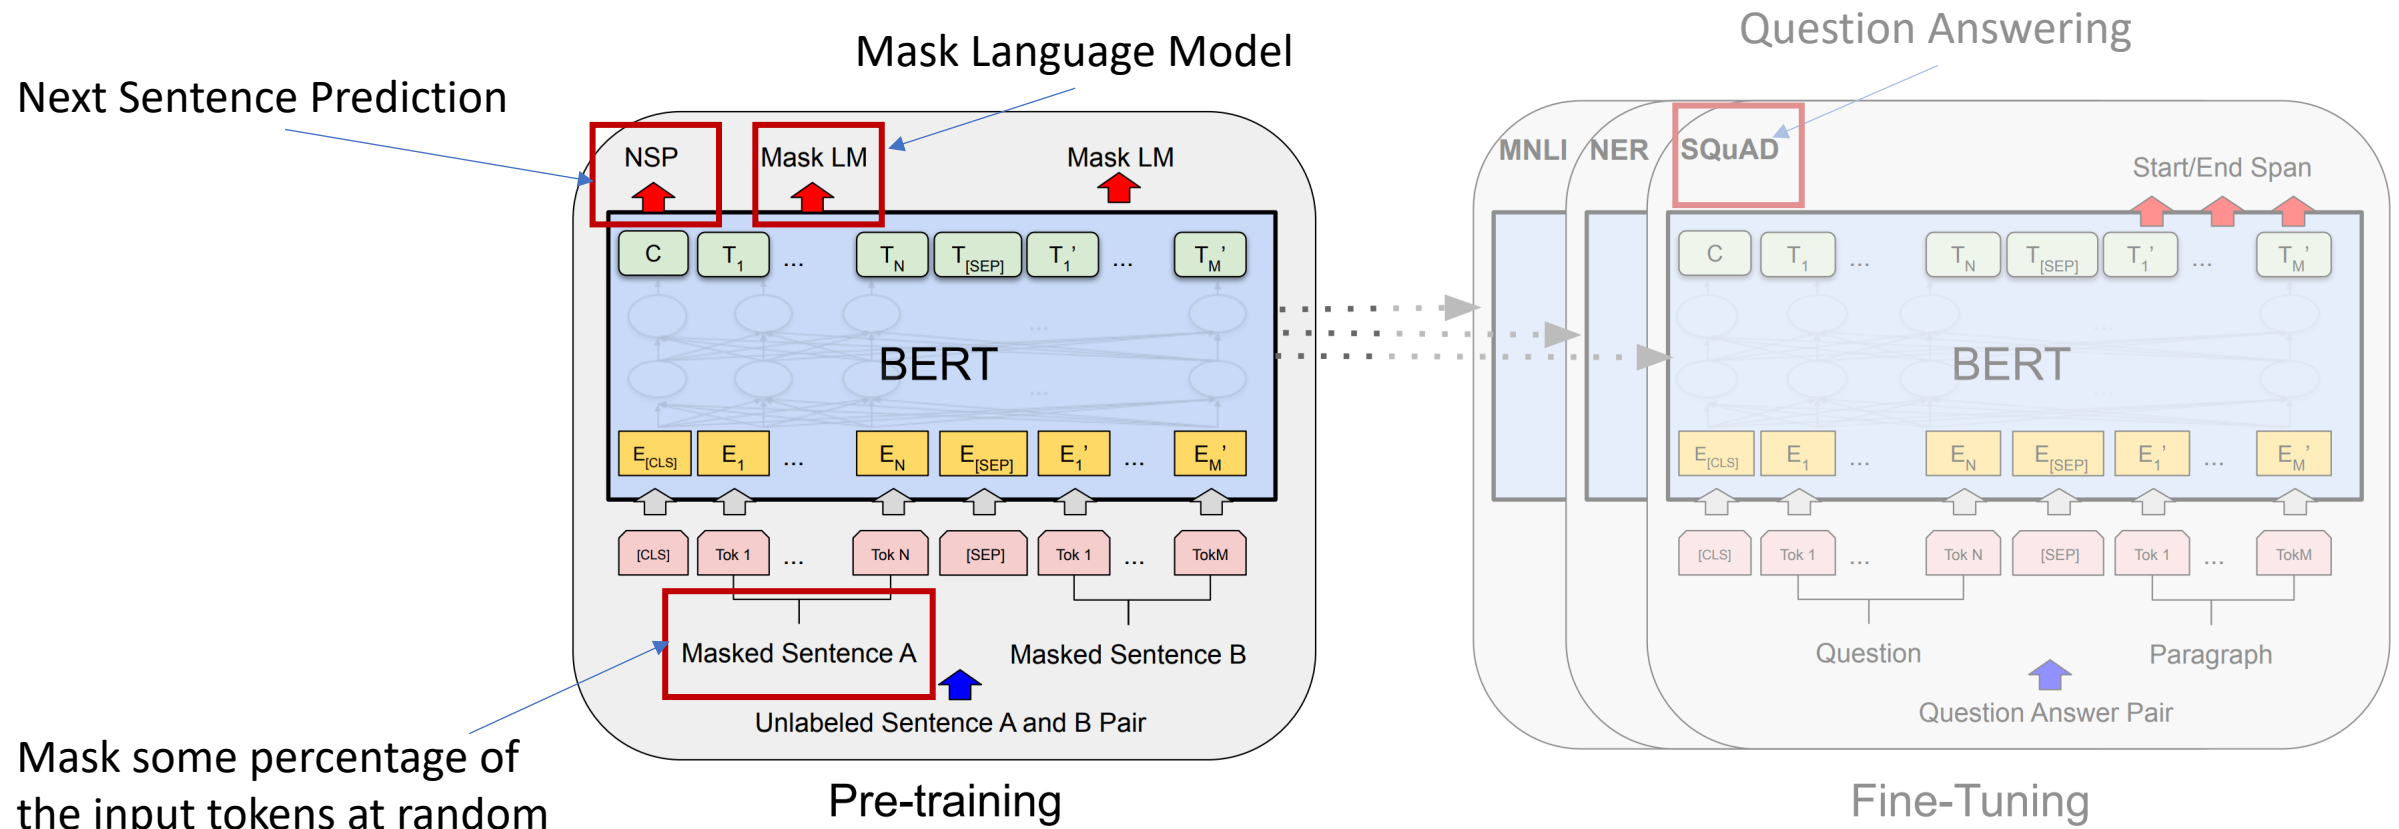 Question Answering
Mask Language Model
Next Sentence Prediction
NSP Mask LM Mask LM
MNLI NER SQuAD
Start/End Span
C T1 ... TN T[SEP] T1’ ... TM’
C T1 ... TN T[SEP] T1’ ... TM’
...
...
BERT
BERT
...
...
E[CLS] E1 ... EN E[SEP] E1’ ... EM’
E[CLS] E1 ... EN E[SEP] E1’ ... EM’
[CLS] Tok 1 ... Tok N [SEP] Tok 1 ... TokM
[CLS] Tok 1 ... Tok N [SEP] Tok 1 ... TokM
Masked Sentence A Masked Sentence B
Question Paragraph
Unlabeled Sentence A and B Pair
Question Answer Pair
Mask some percentage of
the input tokens at random
Pre-training
Fine-Tuning